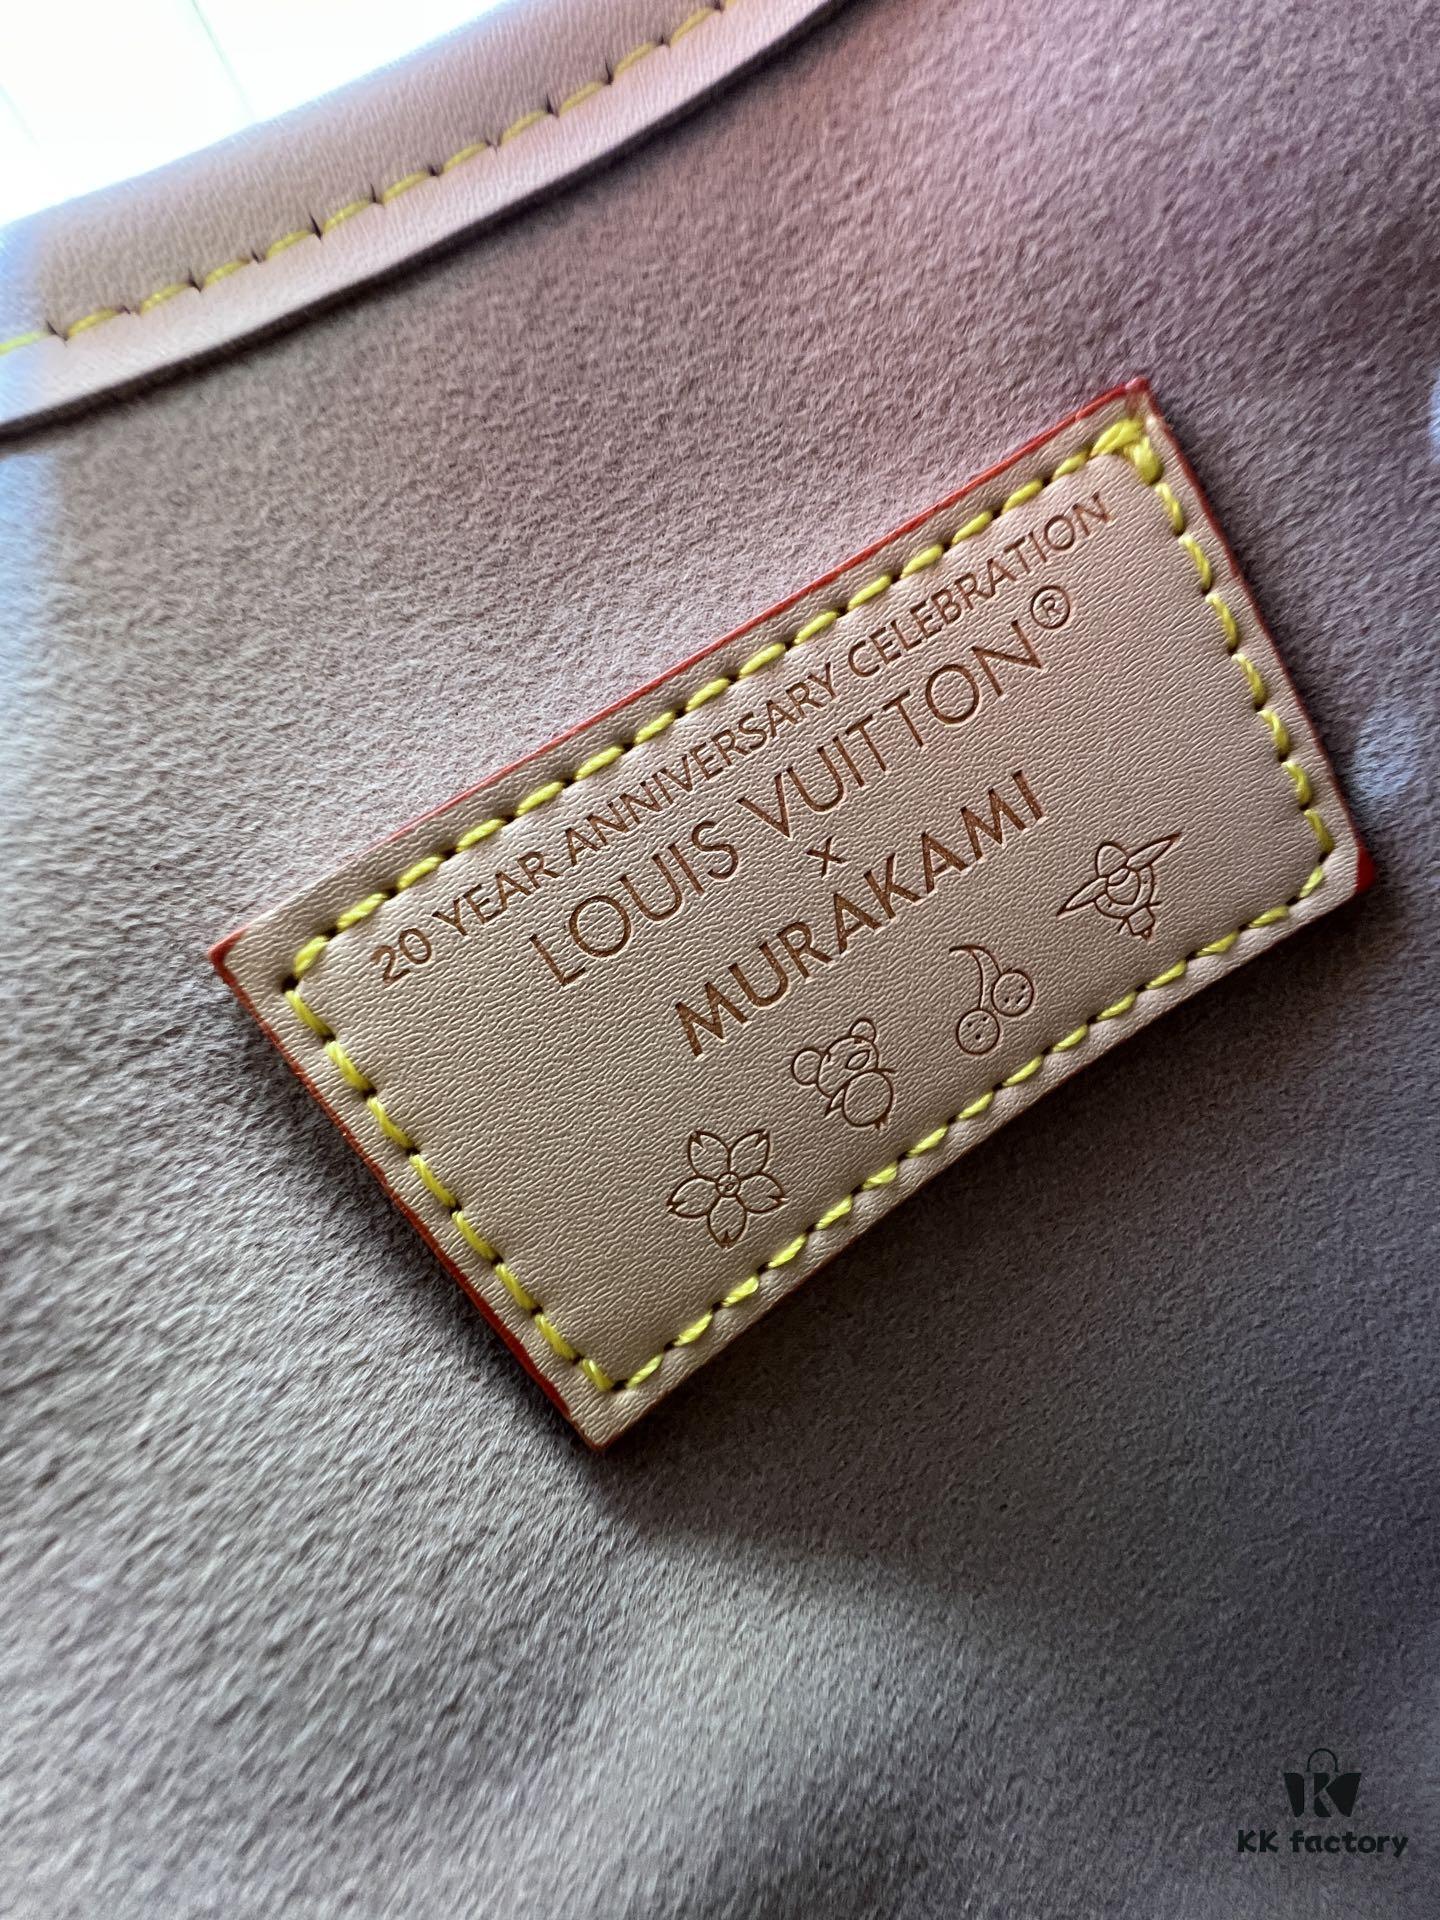 20 YEAR ANNIVERSARY CELEBRATION
LOUIS VUITTON®
x
MURAKAMI
KK factory